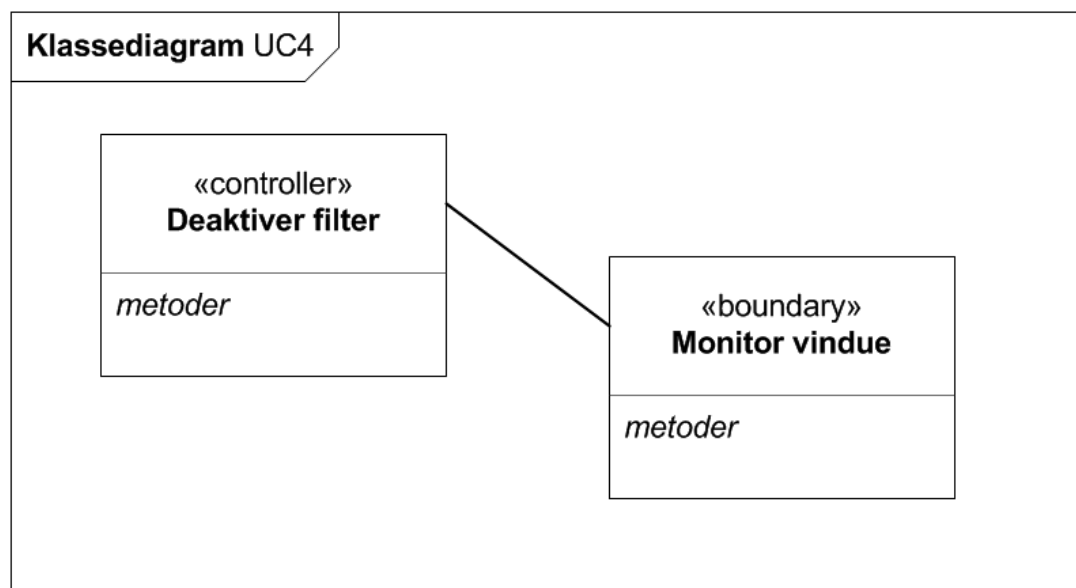 Klassediagram UC4
«controller»
Deaktiver filter
metoder
«boundary»
Monitor vindue
metoder